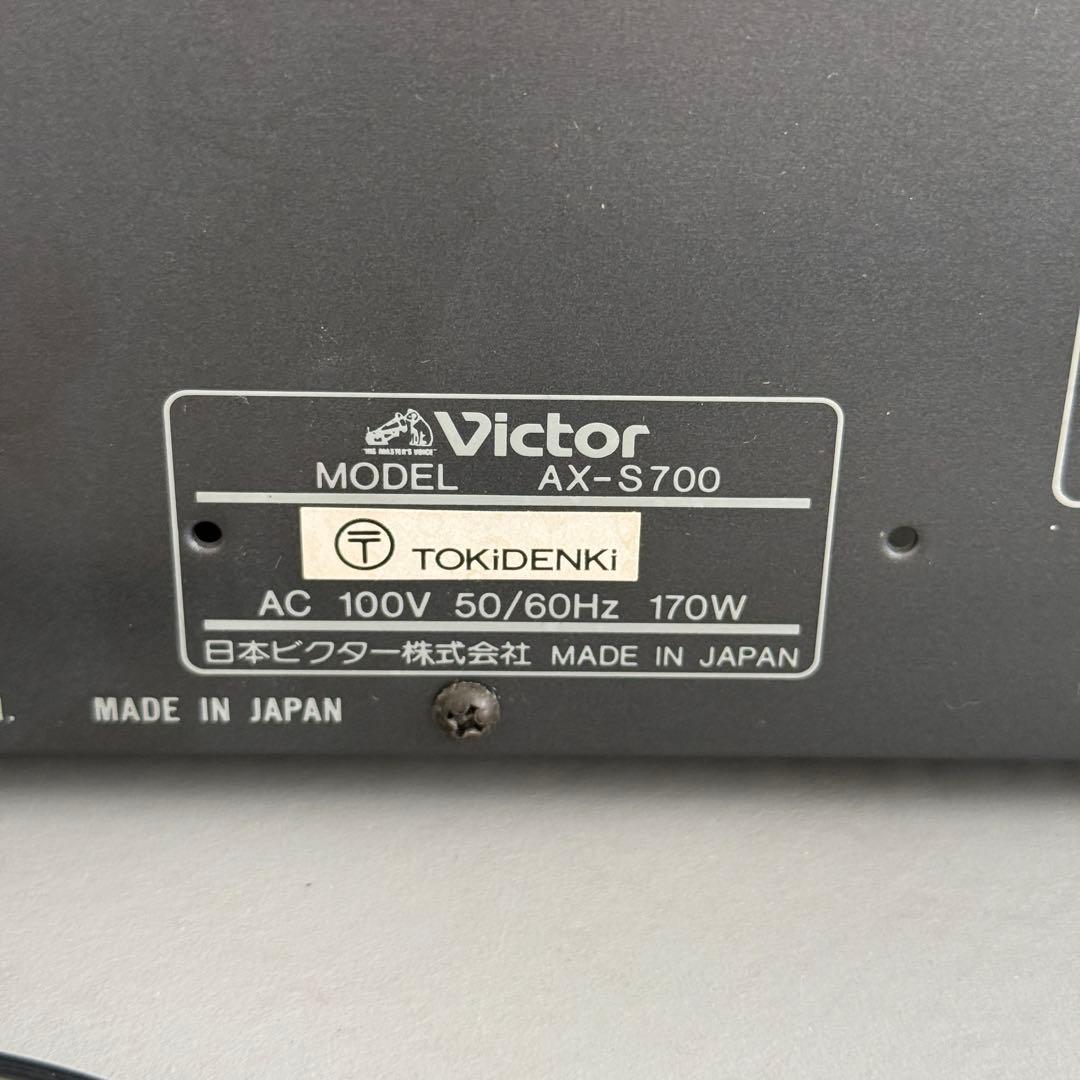 Victor
"HIS MASTER'S VOICE"
MODEL AX-S700
〒 TOKiDENKi
AC 100V 50/60Hz 170W
日本ビクター株式会社 MADE IN JAPAN
MADE IN JAPAN